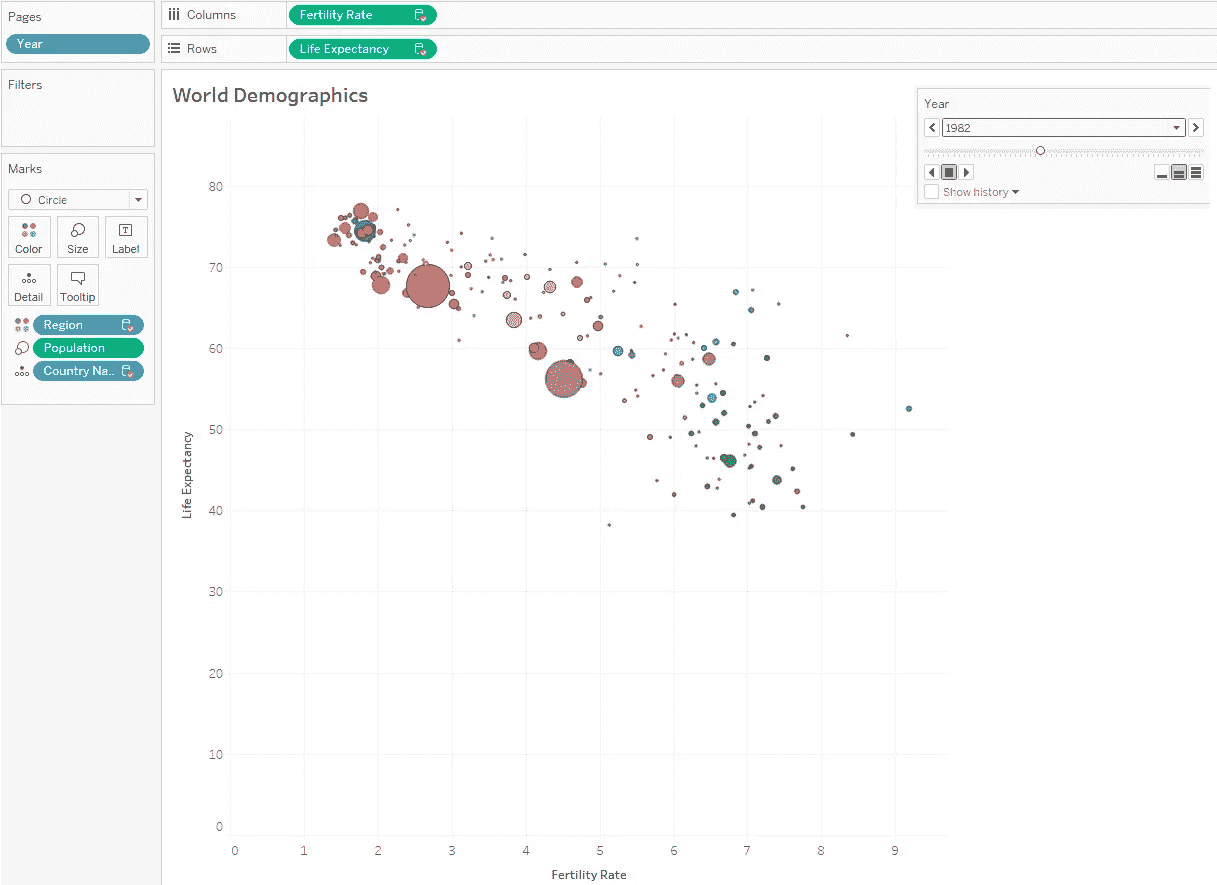 Pages
Year
Filters
Marks
Circle
Color
Size
Label
Detail
Tooltip
Region
Population
Country Na..
Columns
Fertility Rate
Rows
Life Expectancy
World Demographics
80
70
60
50
40
30
20
10
0
Life Expectancy
0 1 2 3 4 5 6 7 8 9
Fertility Rate
Year
1982
Show history